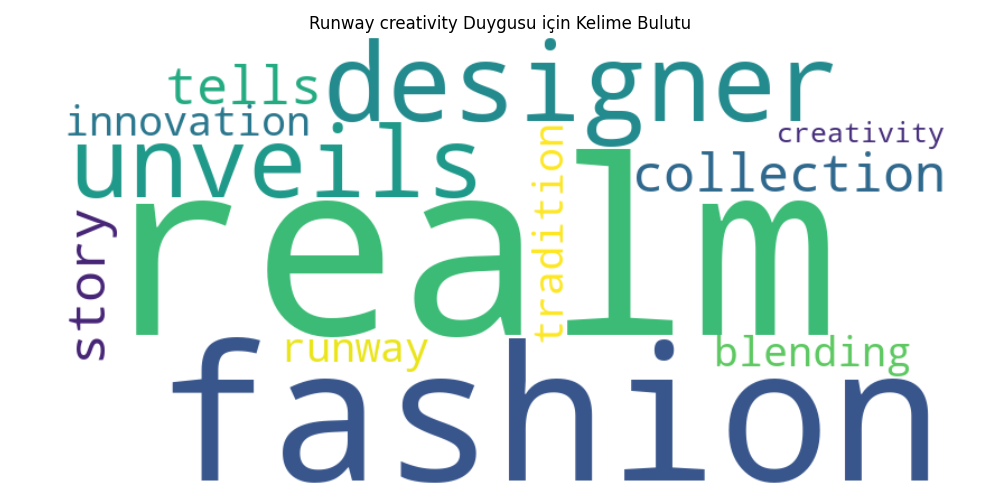 Runway creativity Duygusu için Kelime Bulutu
designer
tells
innovation
creativity
unveils
collection
tradition
realm
story
runway
blending
fashion